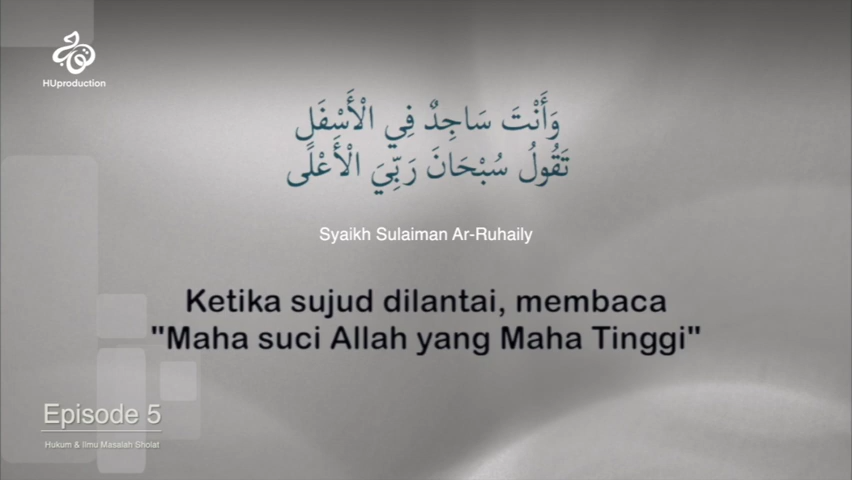 HUproduction
وَأَنْتَ سَاجِدٌ فِي الْأَسْفَلِ
تَقُولُ سُبْحَانَ رَبِّيَ الْأَعْلَى
Syaikh Sulaiman Ar-Ruhaily
Ketika sujud dilantai, membaca
"Maha suci Allah yang Maha Tinggi"
Episode 5
Hukum & Ilmu Masalah Sholat